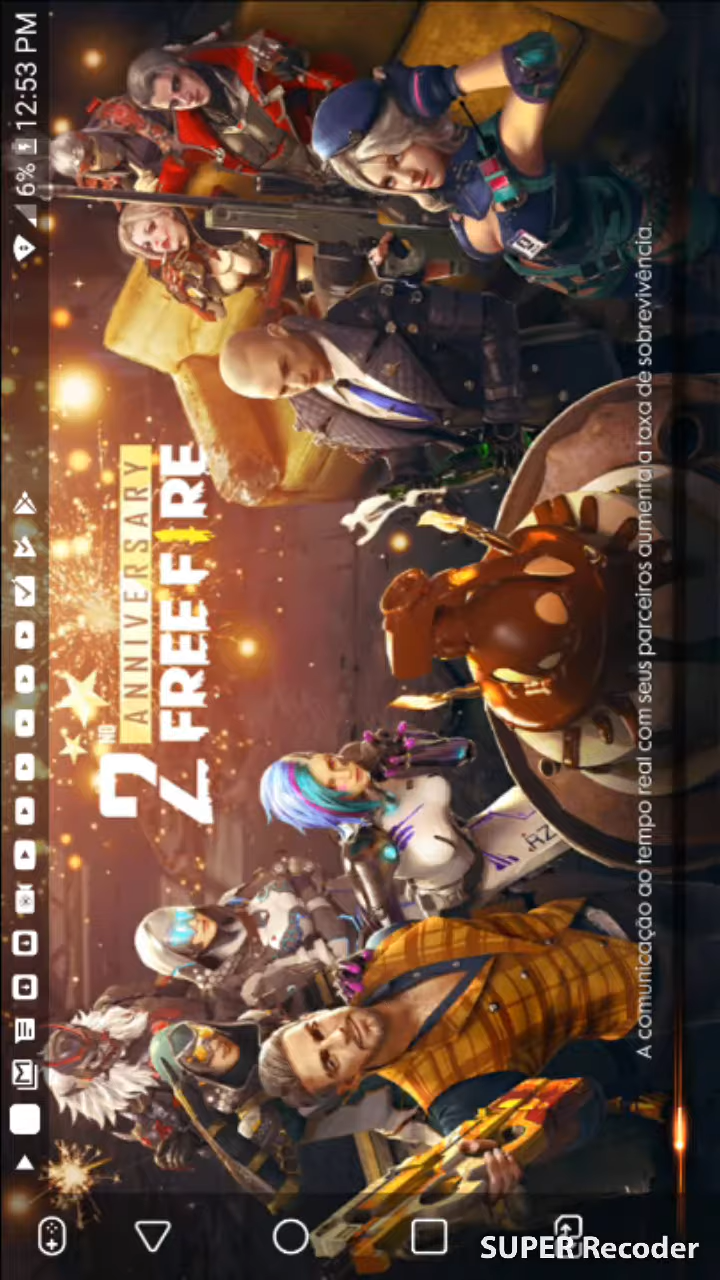 6% 12:53 PM
2ND
ANNIVERSARY
FREE FIRE
RZ
A comunicação ao tempo real com seus parceiros aumenta a taxa de sobrevivência.
SUPER Recoder